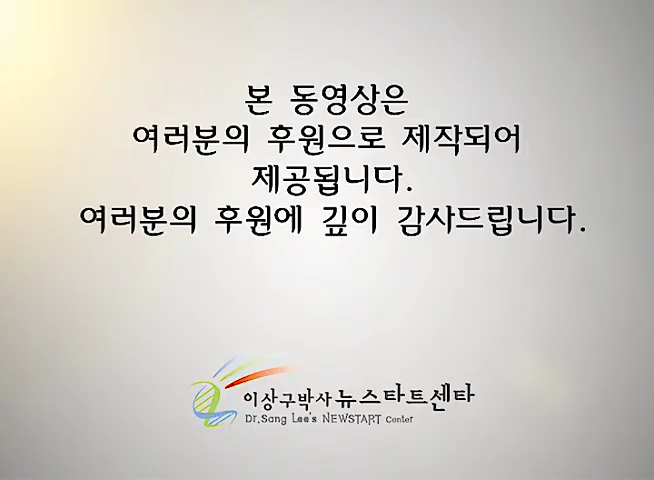 본 동영상은
여러분의 후원으로 제작되어
제공됩니다.
여러분의 후원에 깊이 감사드립니다.
이상구박사 뉴스타트센타
Dr.Sang Lee's NEWSTART Center